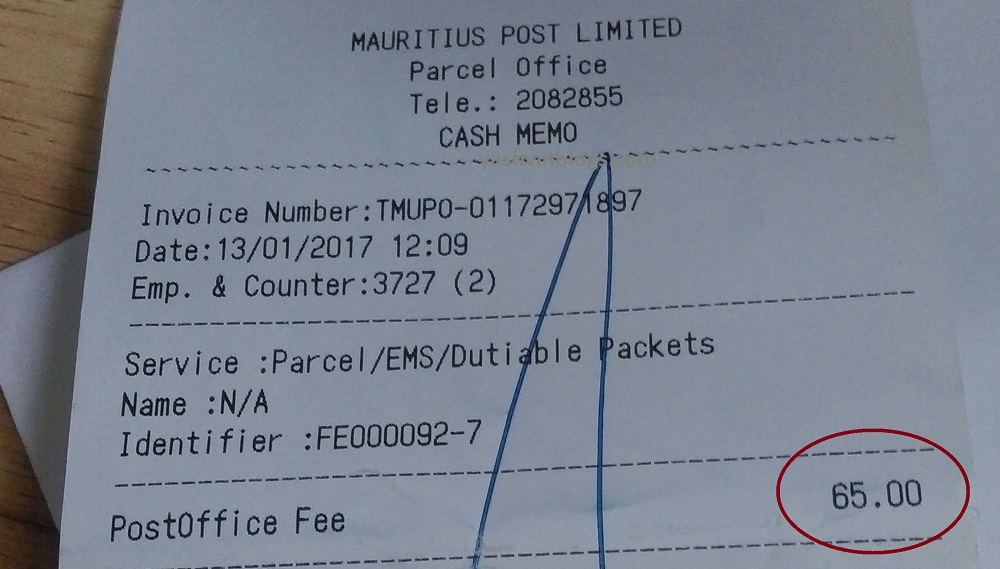 MAURITIUS POST LIMITED
Parcel Office
Tele.: 2082855
CASH MEMO
Invoice Number:TMUPO-01172971897
Date:13/01/2017 12:09
Emp. & Counter:3727 (2)
Service :Parcel/EMS/Dutiable Packets
Name :N/A
Identifier :FE000092-7
PostOffice Fee 65.00